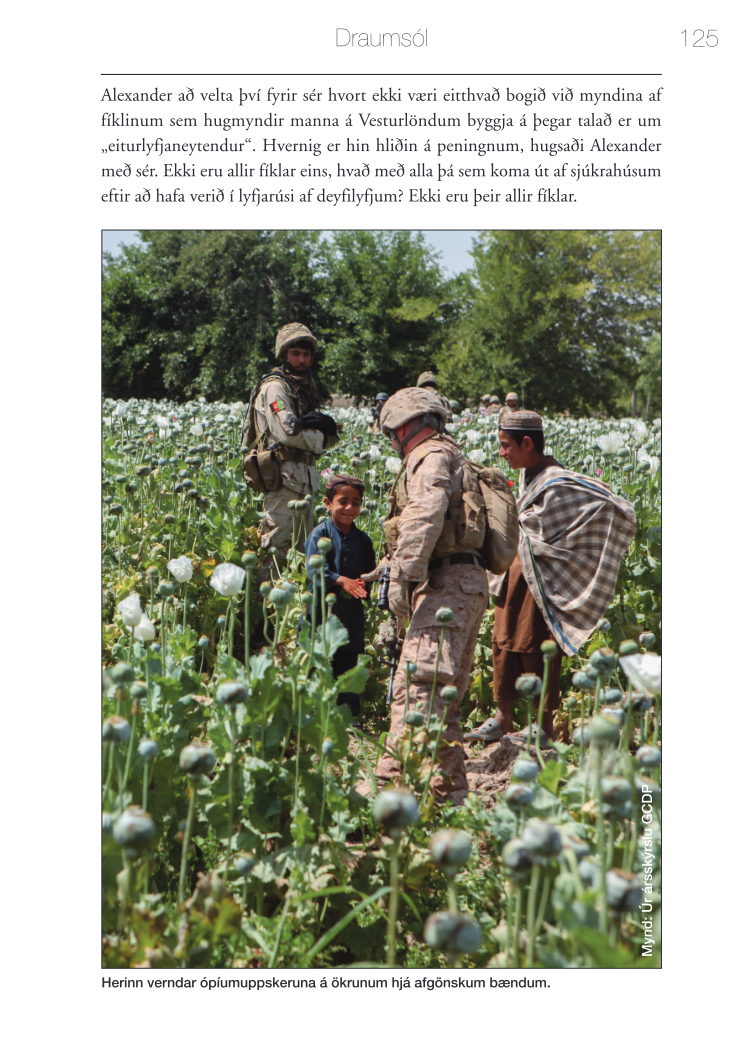 Draumsól 125
Alexander að velta því fyrir sér hvort ekki væri eitthvað bogið við myndina af
fíklinum sem hugmyndir manna á Vesturlöndum byggja á þegar talað er um
„eiturlyfjaneytendur“. Hvernig er hin hliðin á peningnum, hugsaði Alexander
með sér. Ekki eru allir fíklar eins, hvað með alla þá sem koma út af sjúkrahúsum
eftir að hafa verið í lyfjarúsi af deyfilyfjum? Ekki eru þeir allir fíklar.
Mynd: Úr ársskýrslu GCDP
Herinn verndar ópíumuppskeruna á ökrunum hjá afgönskum bændum.